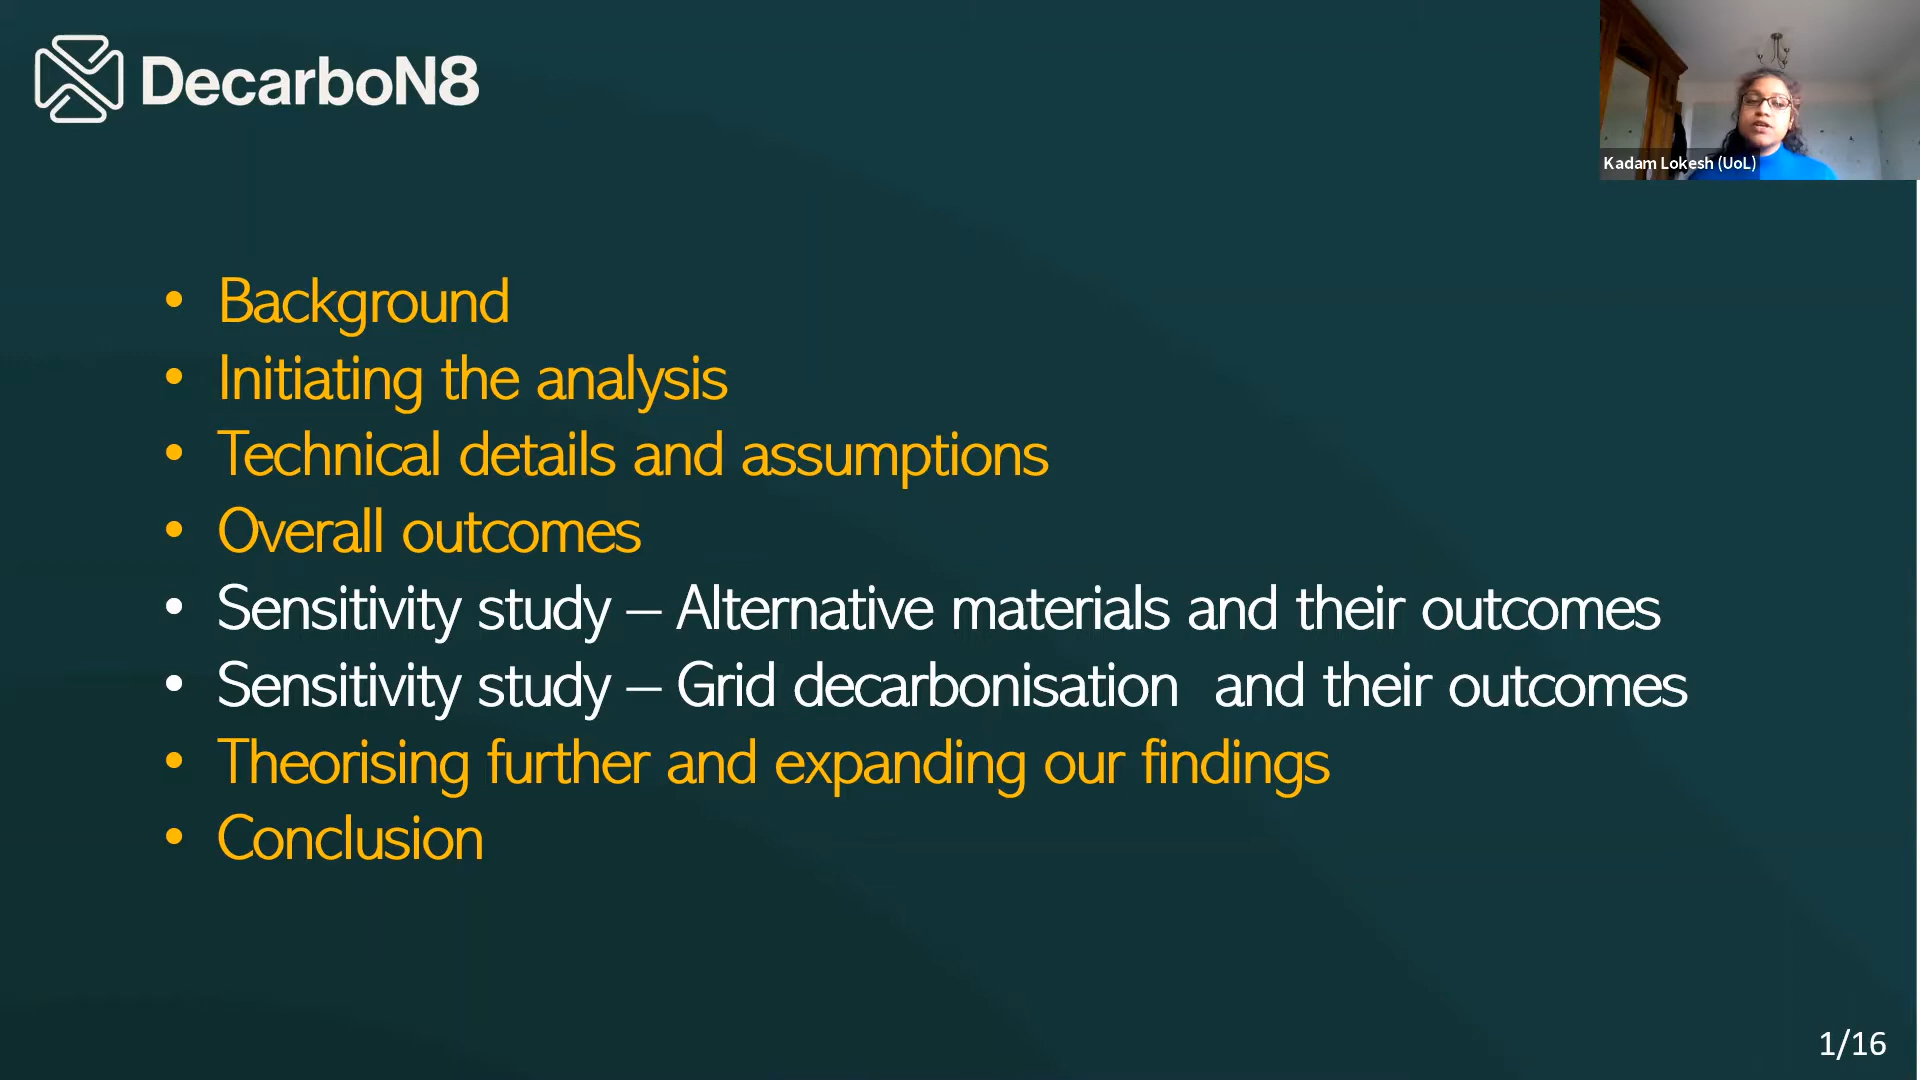 DecarboN8
Kadam Lokesh (UoL)
• Background
• Initiating the analysis
• Technical details and assumptions
• Overall outcomes
• Sensitivity study – Alternative materials and their outcomes
• Sensitivity study – Grid decarbonisation  and their outcomes
• Theorising further and expanding our findings
• Conclusion
1/16